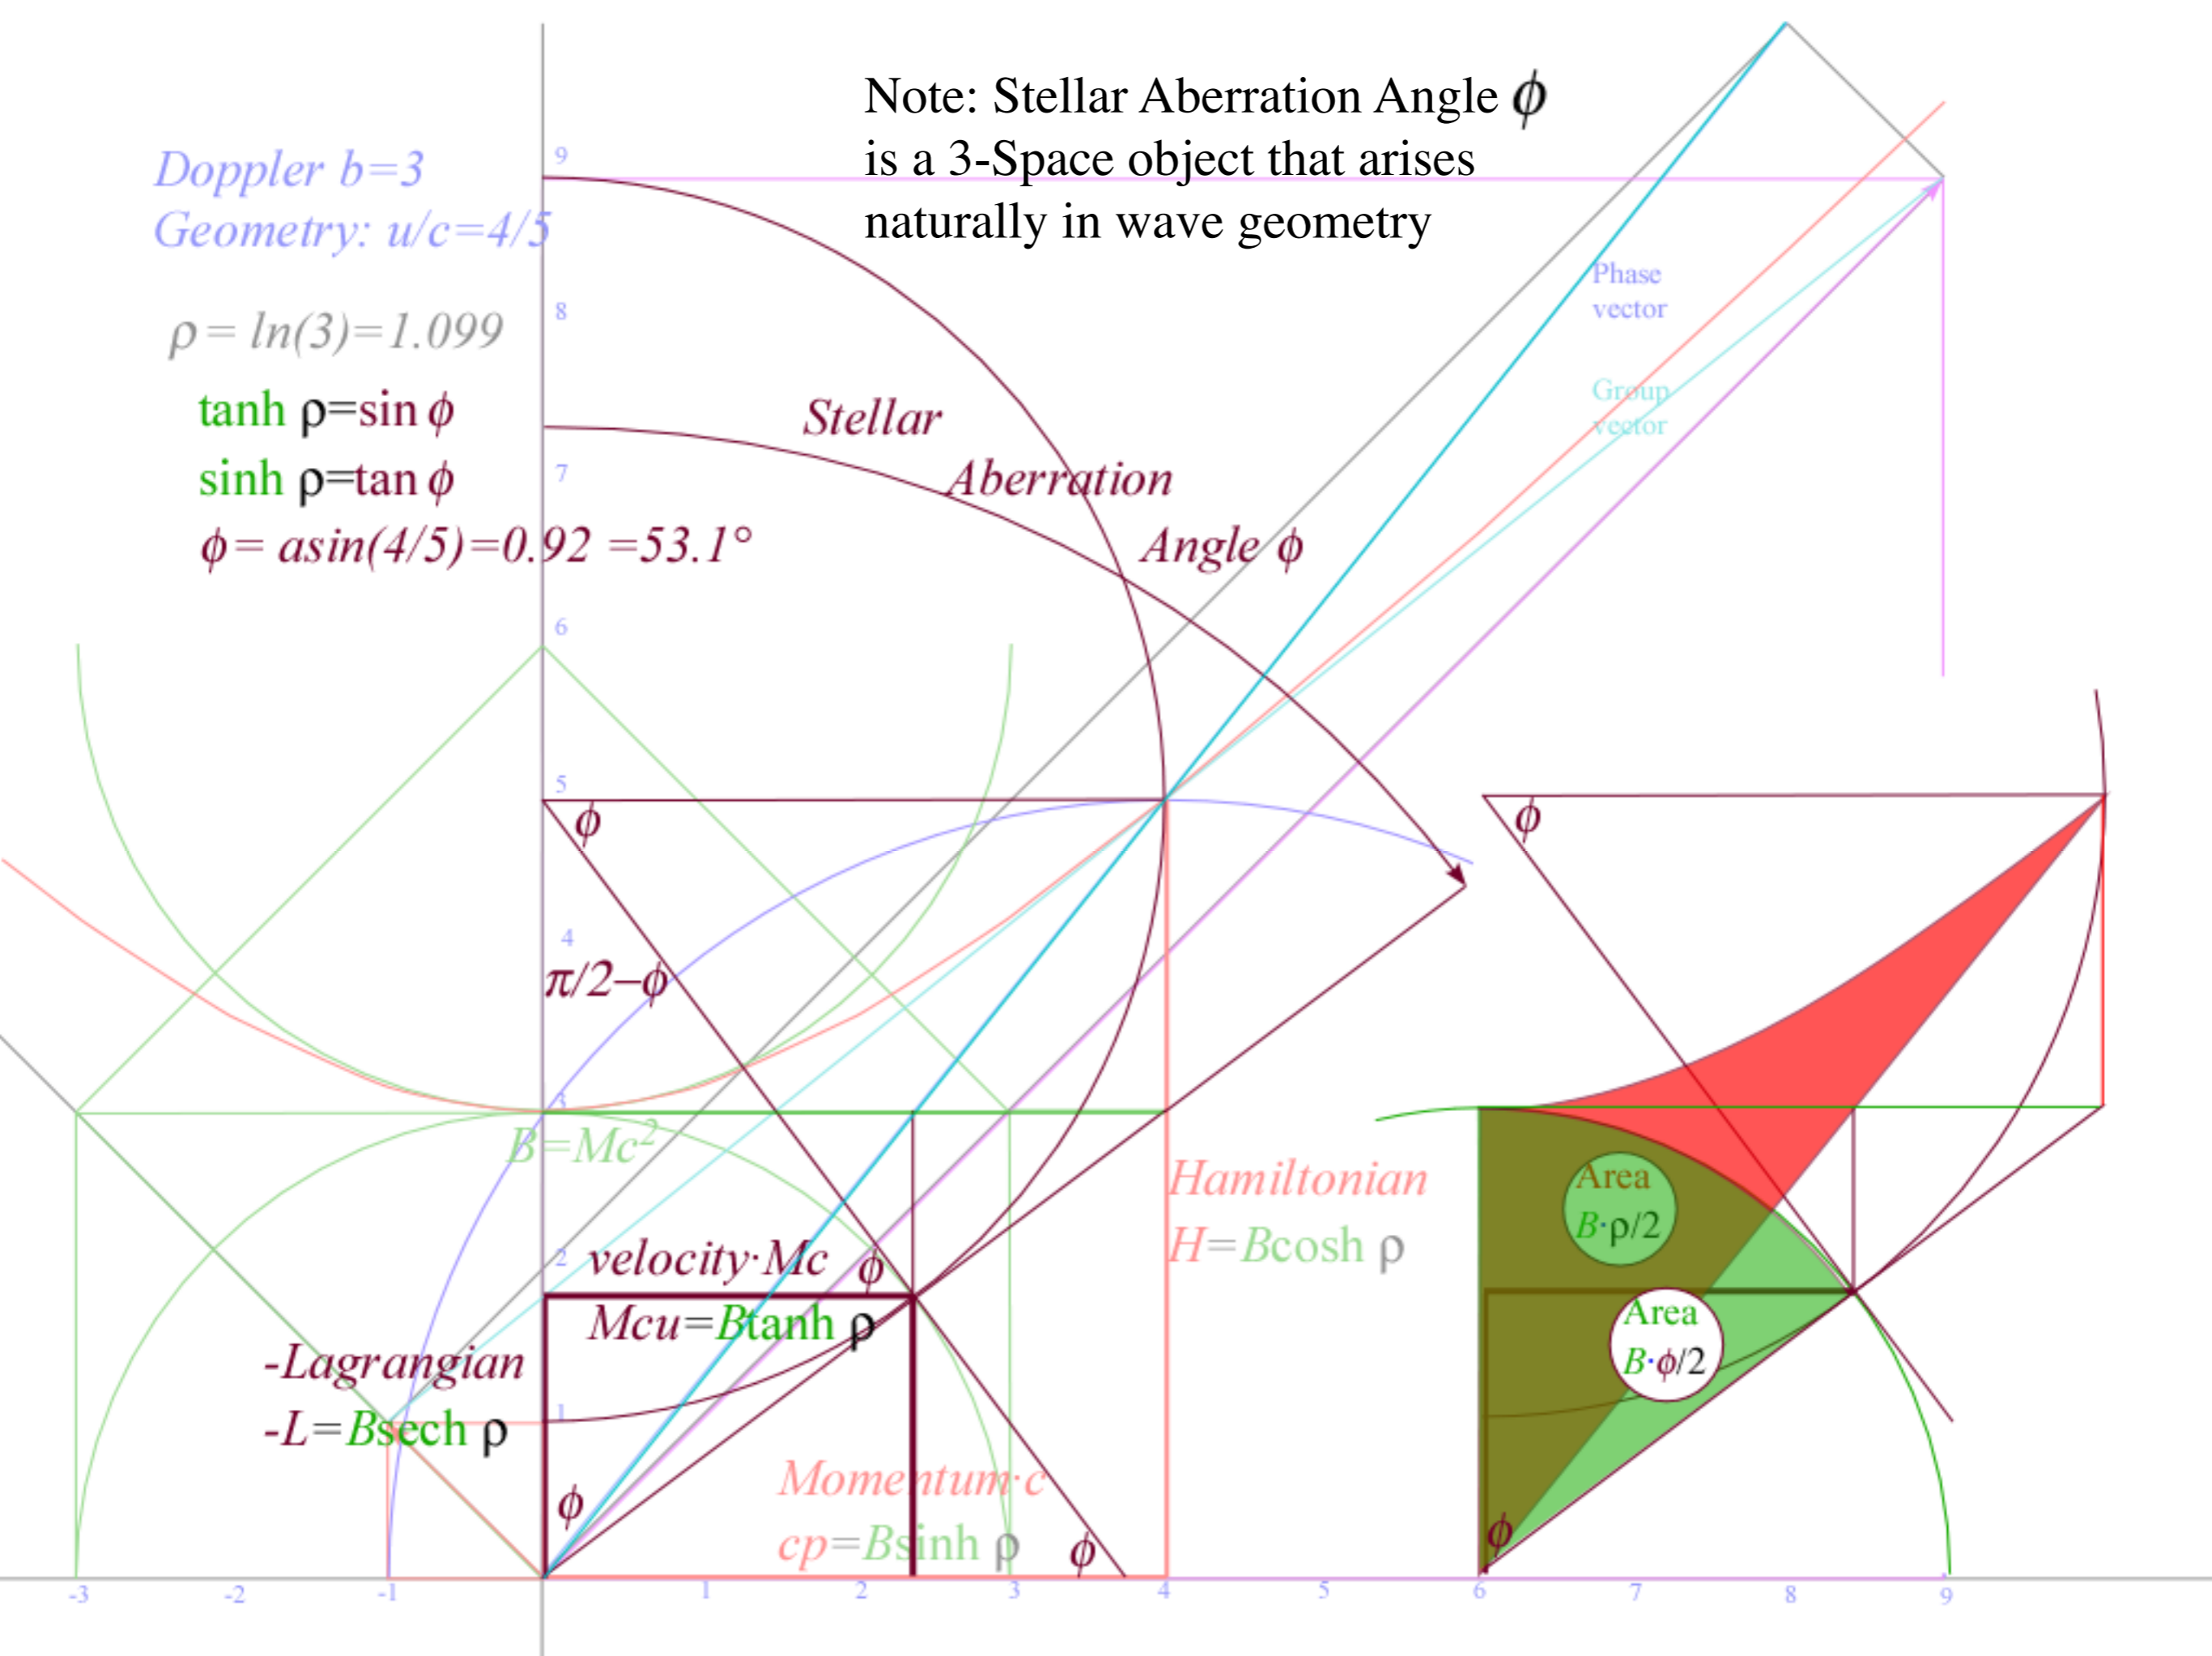 Note: Stellar Aberration Angle ϕ
is a 3-Space object that arises
naturally in wave geometry
Doppler b=3
Geometry: u/c=4/5
ρ= ln(3)=1.099
tanh ρ=sin ϕ
sinh ρ=tan ϕ
ϕ= asin(4/5)=0.92 =53.1°
9
8
7
6
5
4
3
2
1
Phase
vector
Group
vector
Stellar
Aberration
Angle ϕ
ϕ
π/2–ϕ
B=Mc²
velocity·Mc
ϕ
Mcu=Btanh ρ
-Lagrangian
-L=Bsech ρ
ϕ
Momentum·c
cp=Bsinh ρ
ϕ
Hamiltonian
H=Bcosh ρ
ϕ
Area
B·ρ/2
Area
B·ϕ/2
ϕ
-3 -2 -1 1 2 3 4 5 6 7 8 9